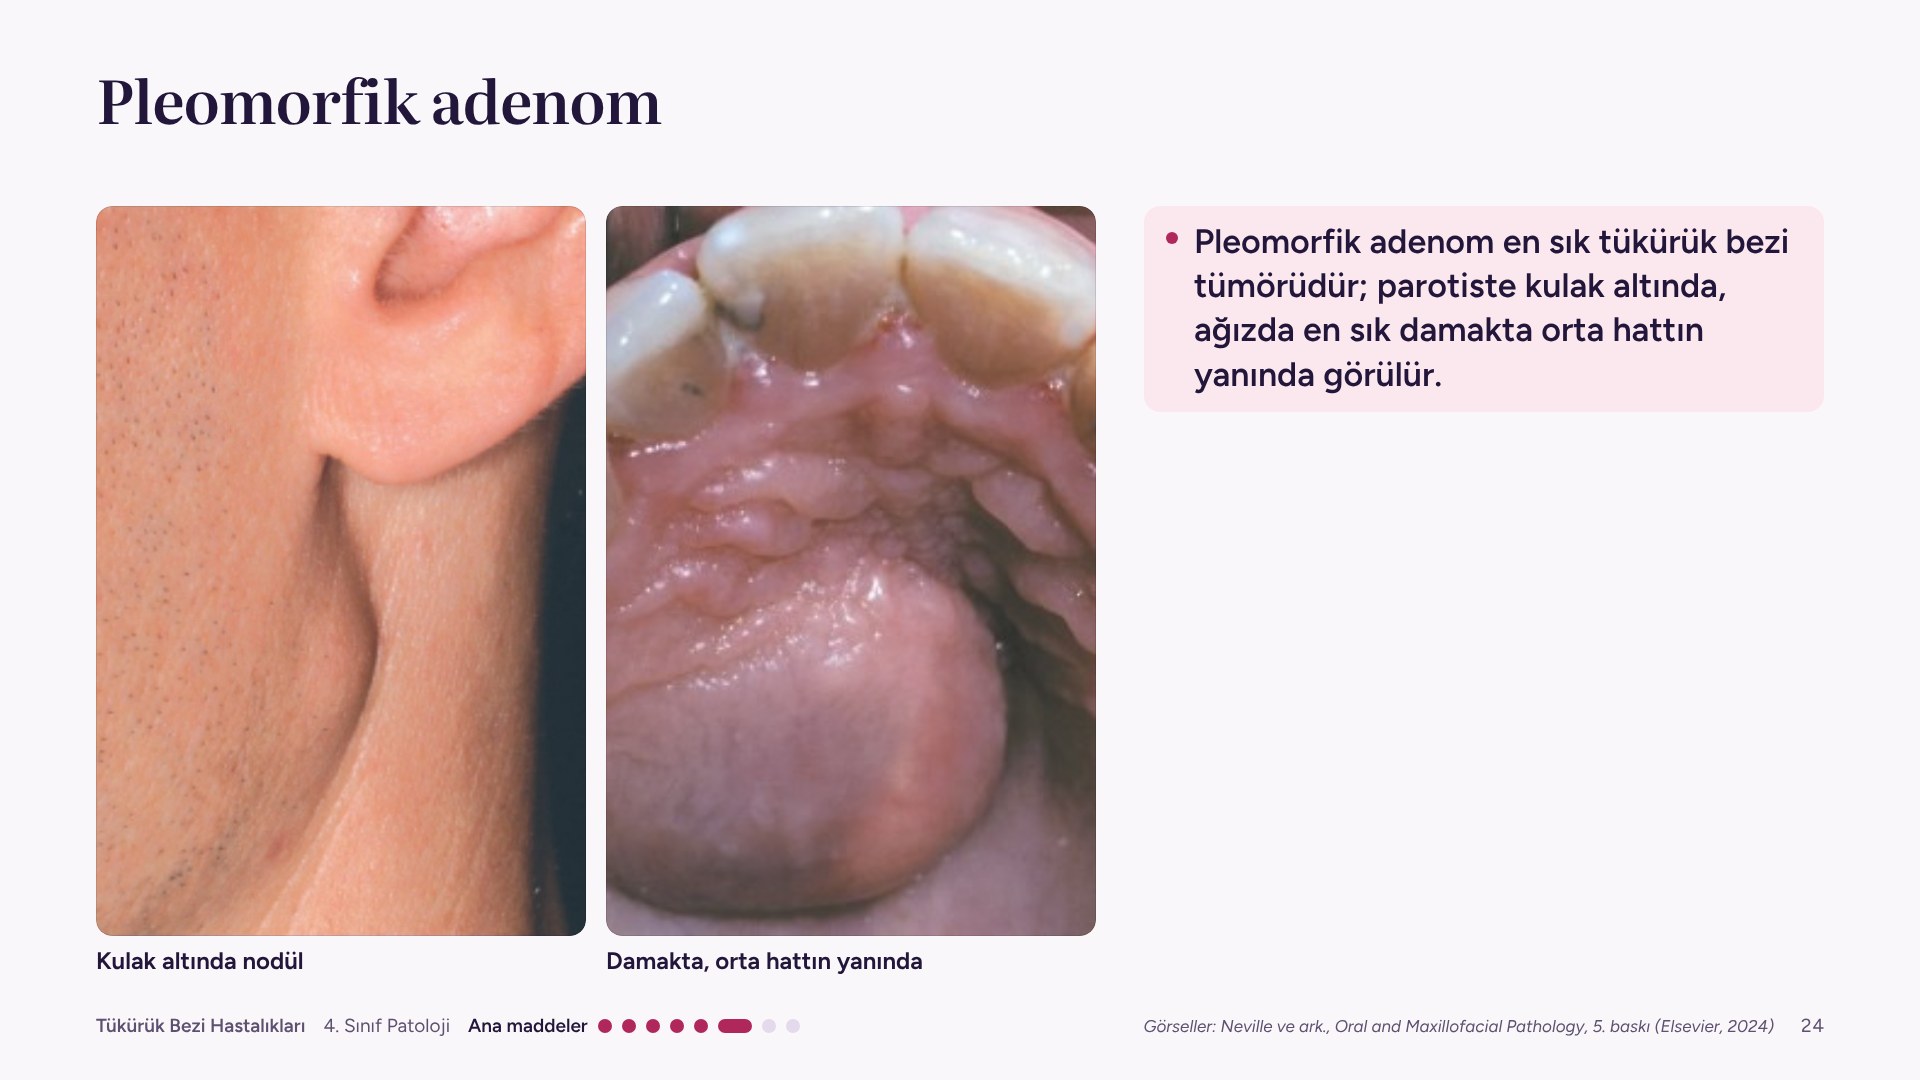 Pleomorfik adenom
Pleomorfik adenom en sık tükürük bezi
tümörüdür; parotiste kulak altında,
ağızda en sık damakta orta hattın
yanında görülür.
Kulak altında nodül
Damakta, orta hattın yanında
Tükürük Bezi Hastalıkları 4. Sınıf Patoloji Ana maddeler
Görseller: Neville ve ark., Oral and Maxillofacial Pathology, 5. baskı (Elsevier, 2024) 24